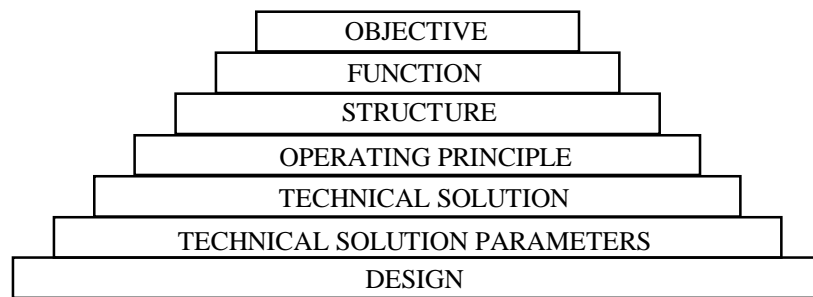 OBJECTIVE
FUNCTION
STRUCTURE
OPERATING PRINCIPLE
TECHNICAL SOLUTION
TECHNICAL SOLUTION PARAMETERS
DESIGN